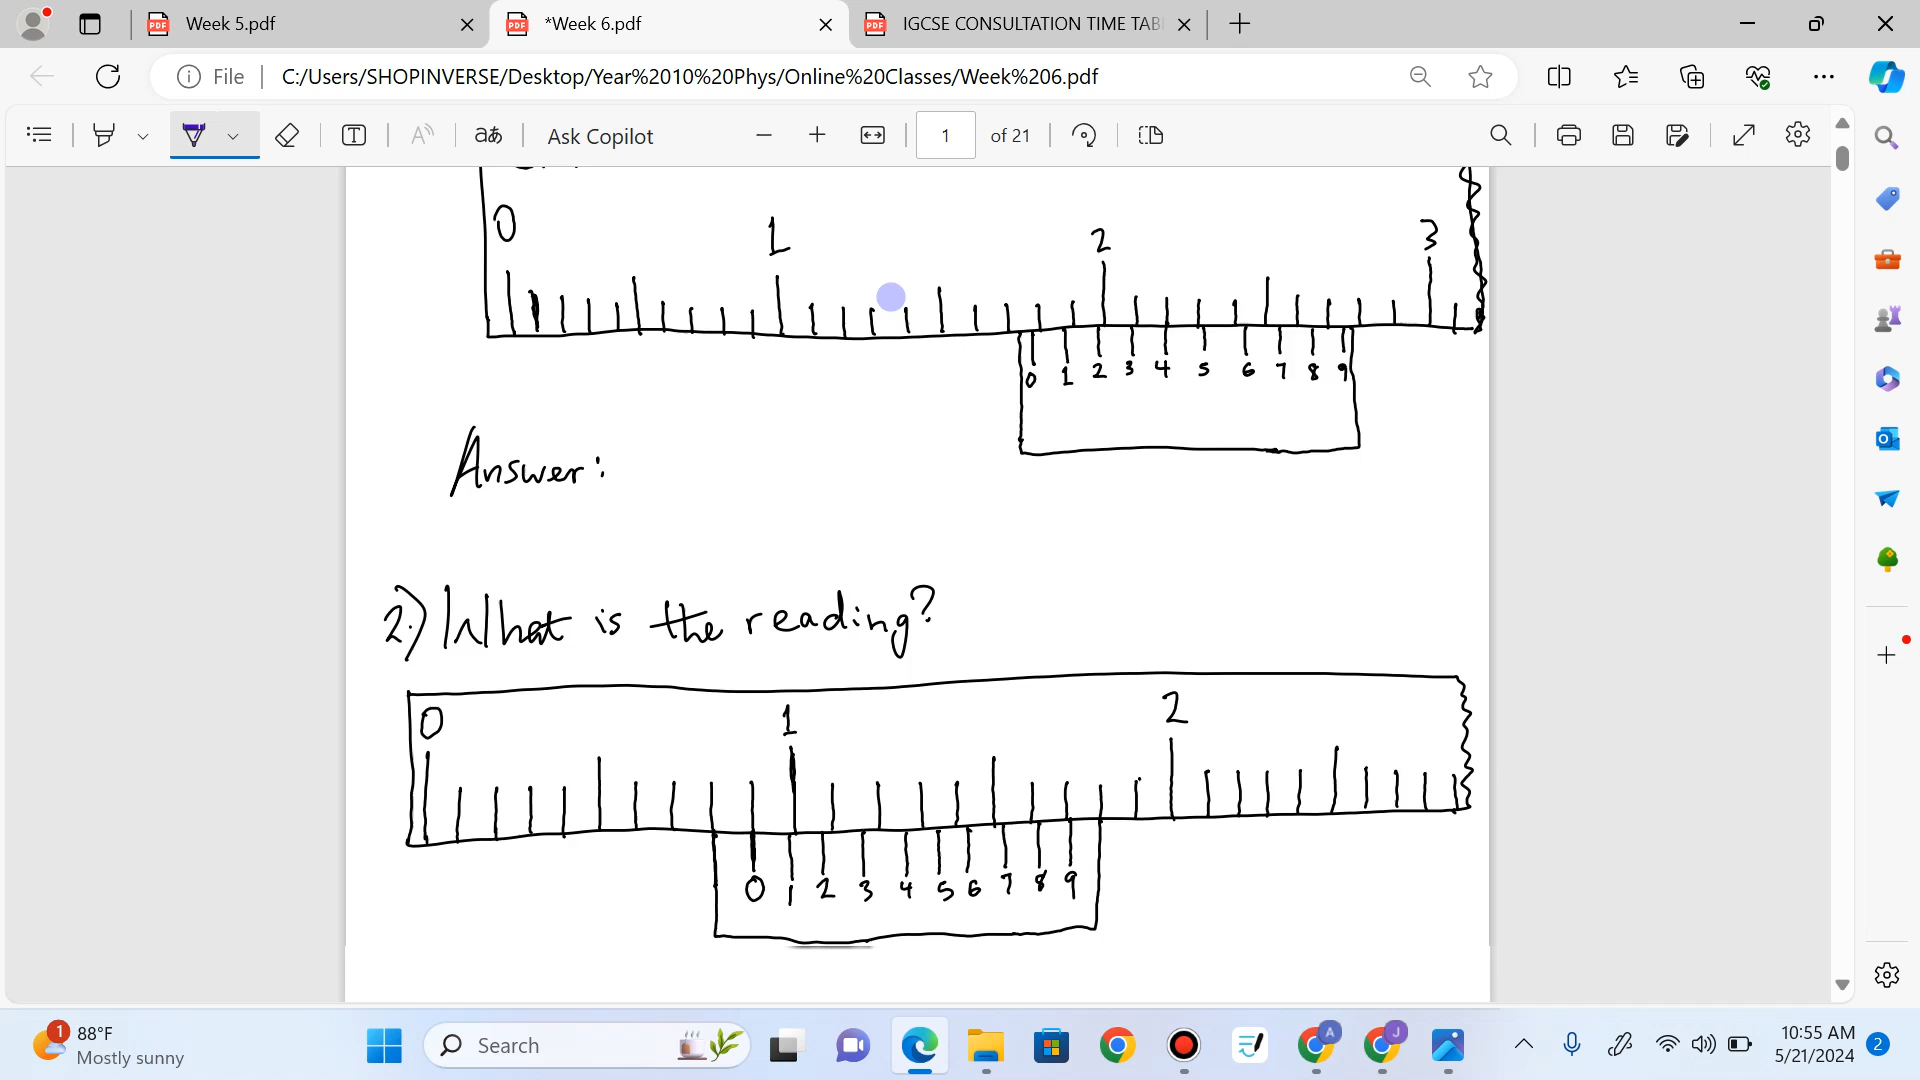 Week 5.pdf
*Week 6.pdf
IGCSE CONSULTATION TIME TAB
File
C:/Users/SHOPINVERSE/Desktop/Year%2010%20Phys/Online%20Classes/Week%206.pdf
Ask Copilot
1 of 21
0 1 2 3
0 1 2 3 4 5 6 7 8 9
Answer:
2.) What is the reading?
0 1 2
0 1 2 3 4 5 6 7 8 9
1
88°F
Mostly sunny
Search
A
J
10:55 AM
5/21/2024
2